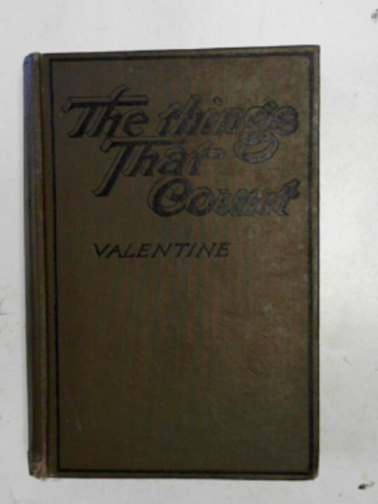 The things
That
Count
VALENTINE